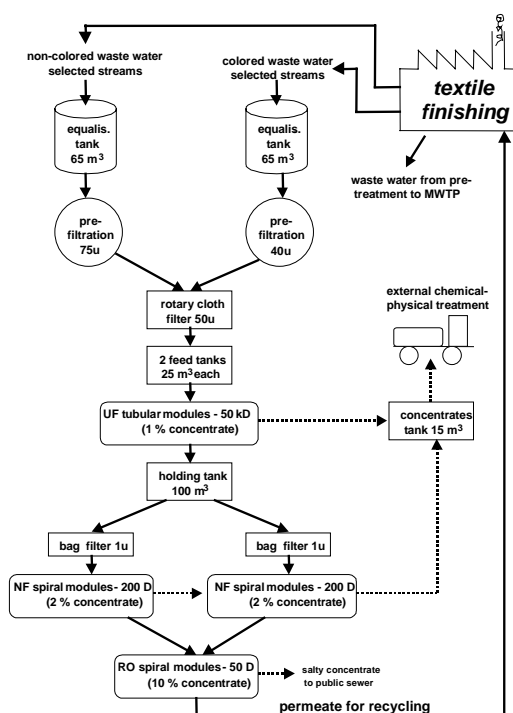 non-colored waste water
selected streams
colored waste water
selected streams
textile
finishing
equalis.
tank
65 m³
equalis.
tank
65 m³
waste water from pre-
treatment to MWTP
pre-
filtration
75u
pre-
filtration
40u
external chemical-
physical treatment
rotary cloth
filter 50u
2 feed tanks
25 m³ each
UF tubular modules - 50 kD
(1 % concentrate)
concentrates
tank 15 m³
holding tank
100 m³
bag filter 1u
bag filter 1u
NF spiral modules - 200 D
(2 % concentrate)
NF spiral modules - 200 D
(2 % concentrate)
RO spiral modules - 50 D
(10 % concentrate)
salty concentrate
to public sewer
permeate for recycling